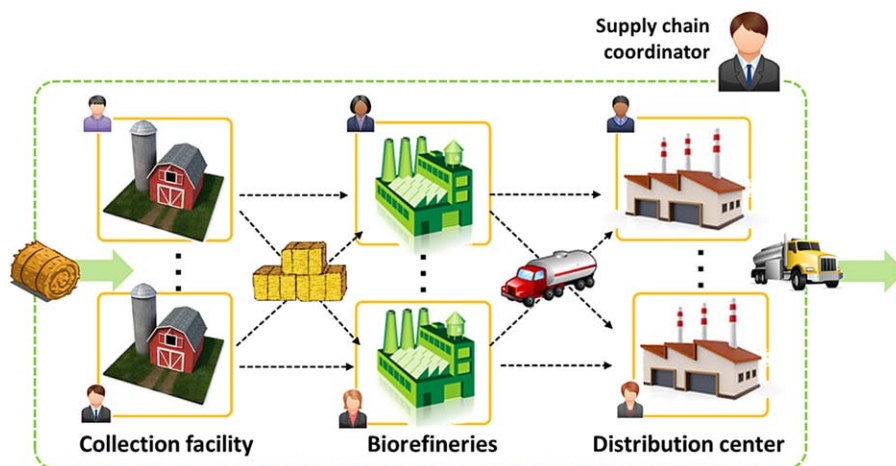 Supply chain
coordinator
Collection facility
Biorefineries
Distribution center